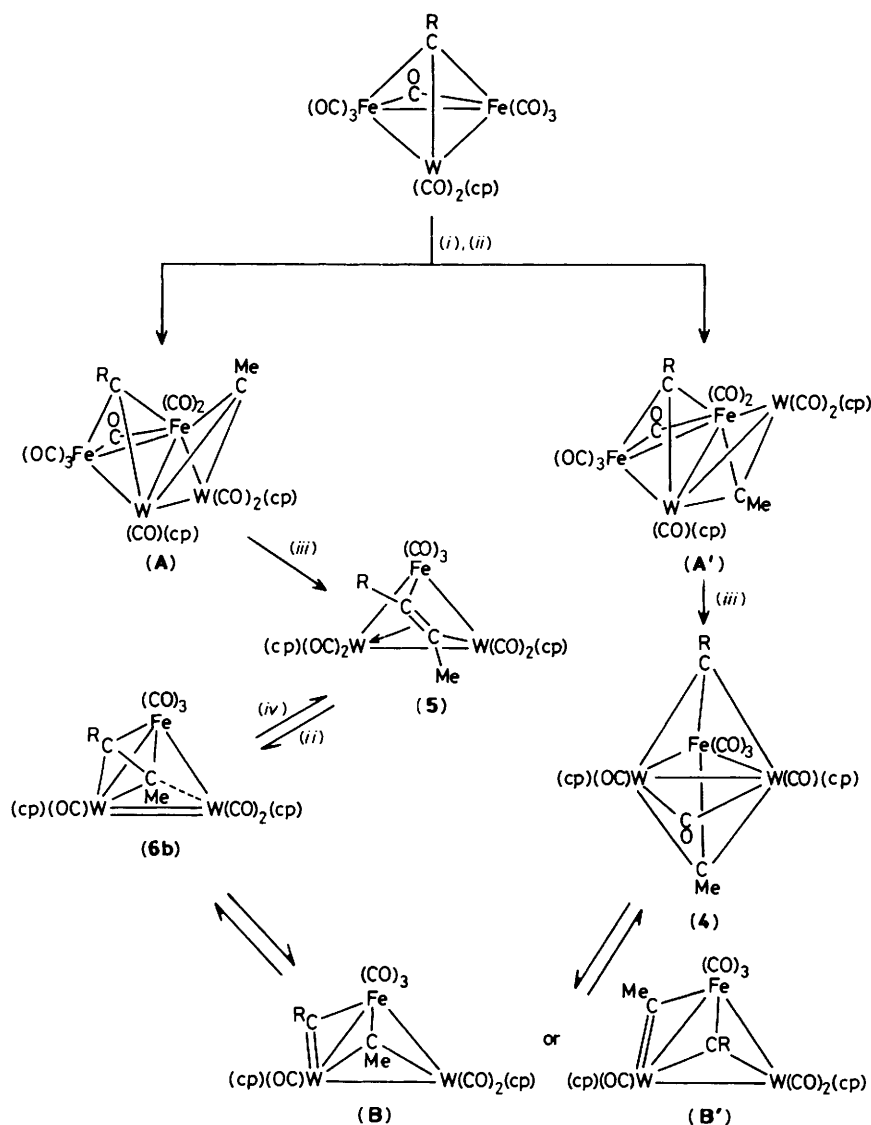 R
C
O
C
(OC)3Fe Fe(CO)3
W
(CO)2(cp)
(i), (ii)
R C
Me
C
(CO)2
O
C
Fe
(OC)3Fe
W W(CO)2(cp)
(CO)(cp)
(A)
R
C
(CO)2
O
C
Fe W(CO)2(cp)
(OC)3Fe
W C
Me
(CO)(cp)
(A')
(iii)
(iii)
(CO)3
Fe
R
C
C
(cp)(OC)2W W(CO)2(cp)
Me
(5)
(iv)
(ii)
(CO)3
Fe
R C
C
Me
(cp)(OC)W W(CO)2(cp)
(6b)
R
C
Fe(CO)3
(cp)(OC)W W(CO)(cp)
C
O
C
Me
(4)
(CO)3
Fe
R C
C
Me
(cp)(OC)W W(CO)2(cp)
(B)
or
(CO)3
Fe
Me C
CR
(cp)(OC)W W(CO)2(cp)
(B')